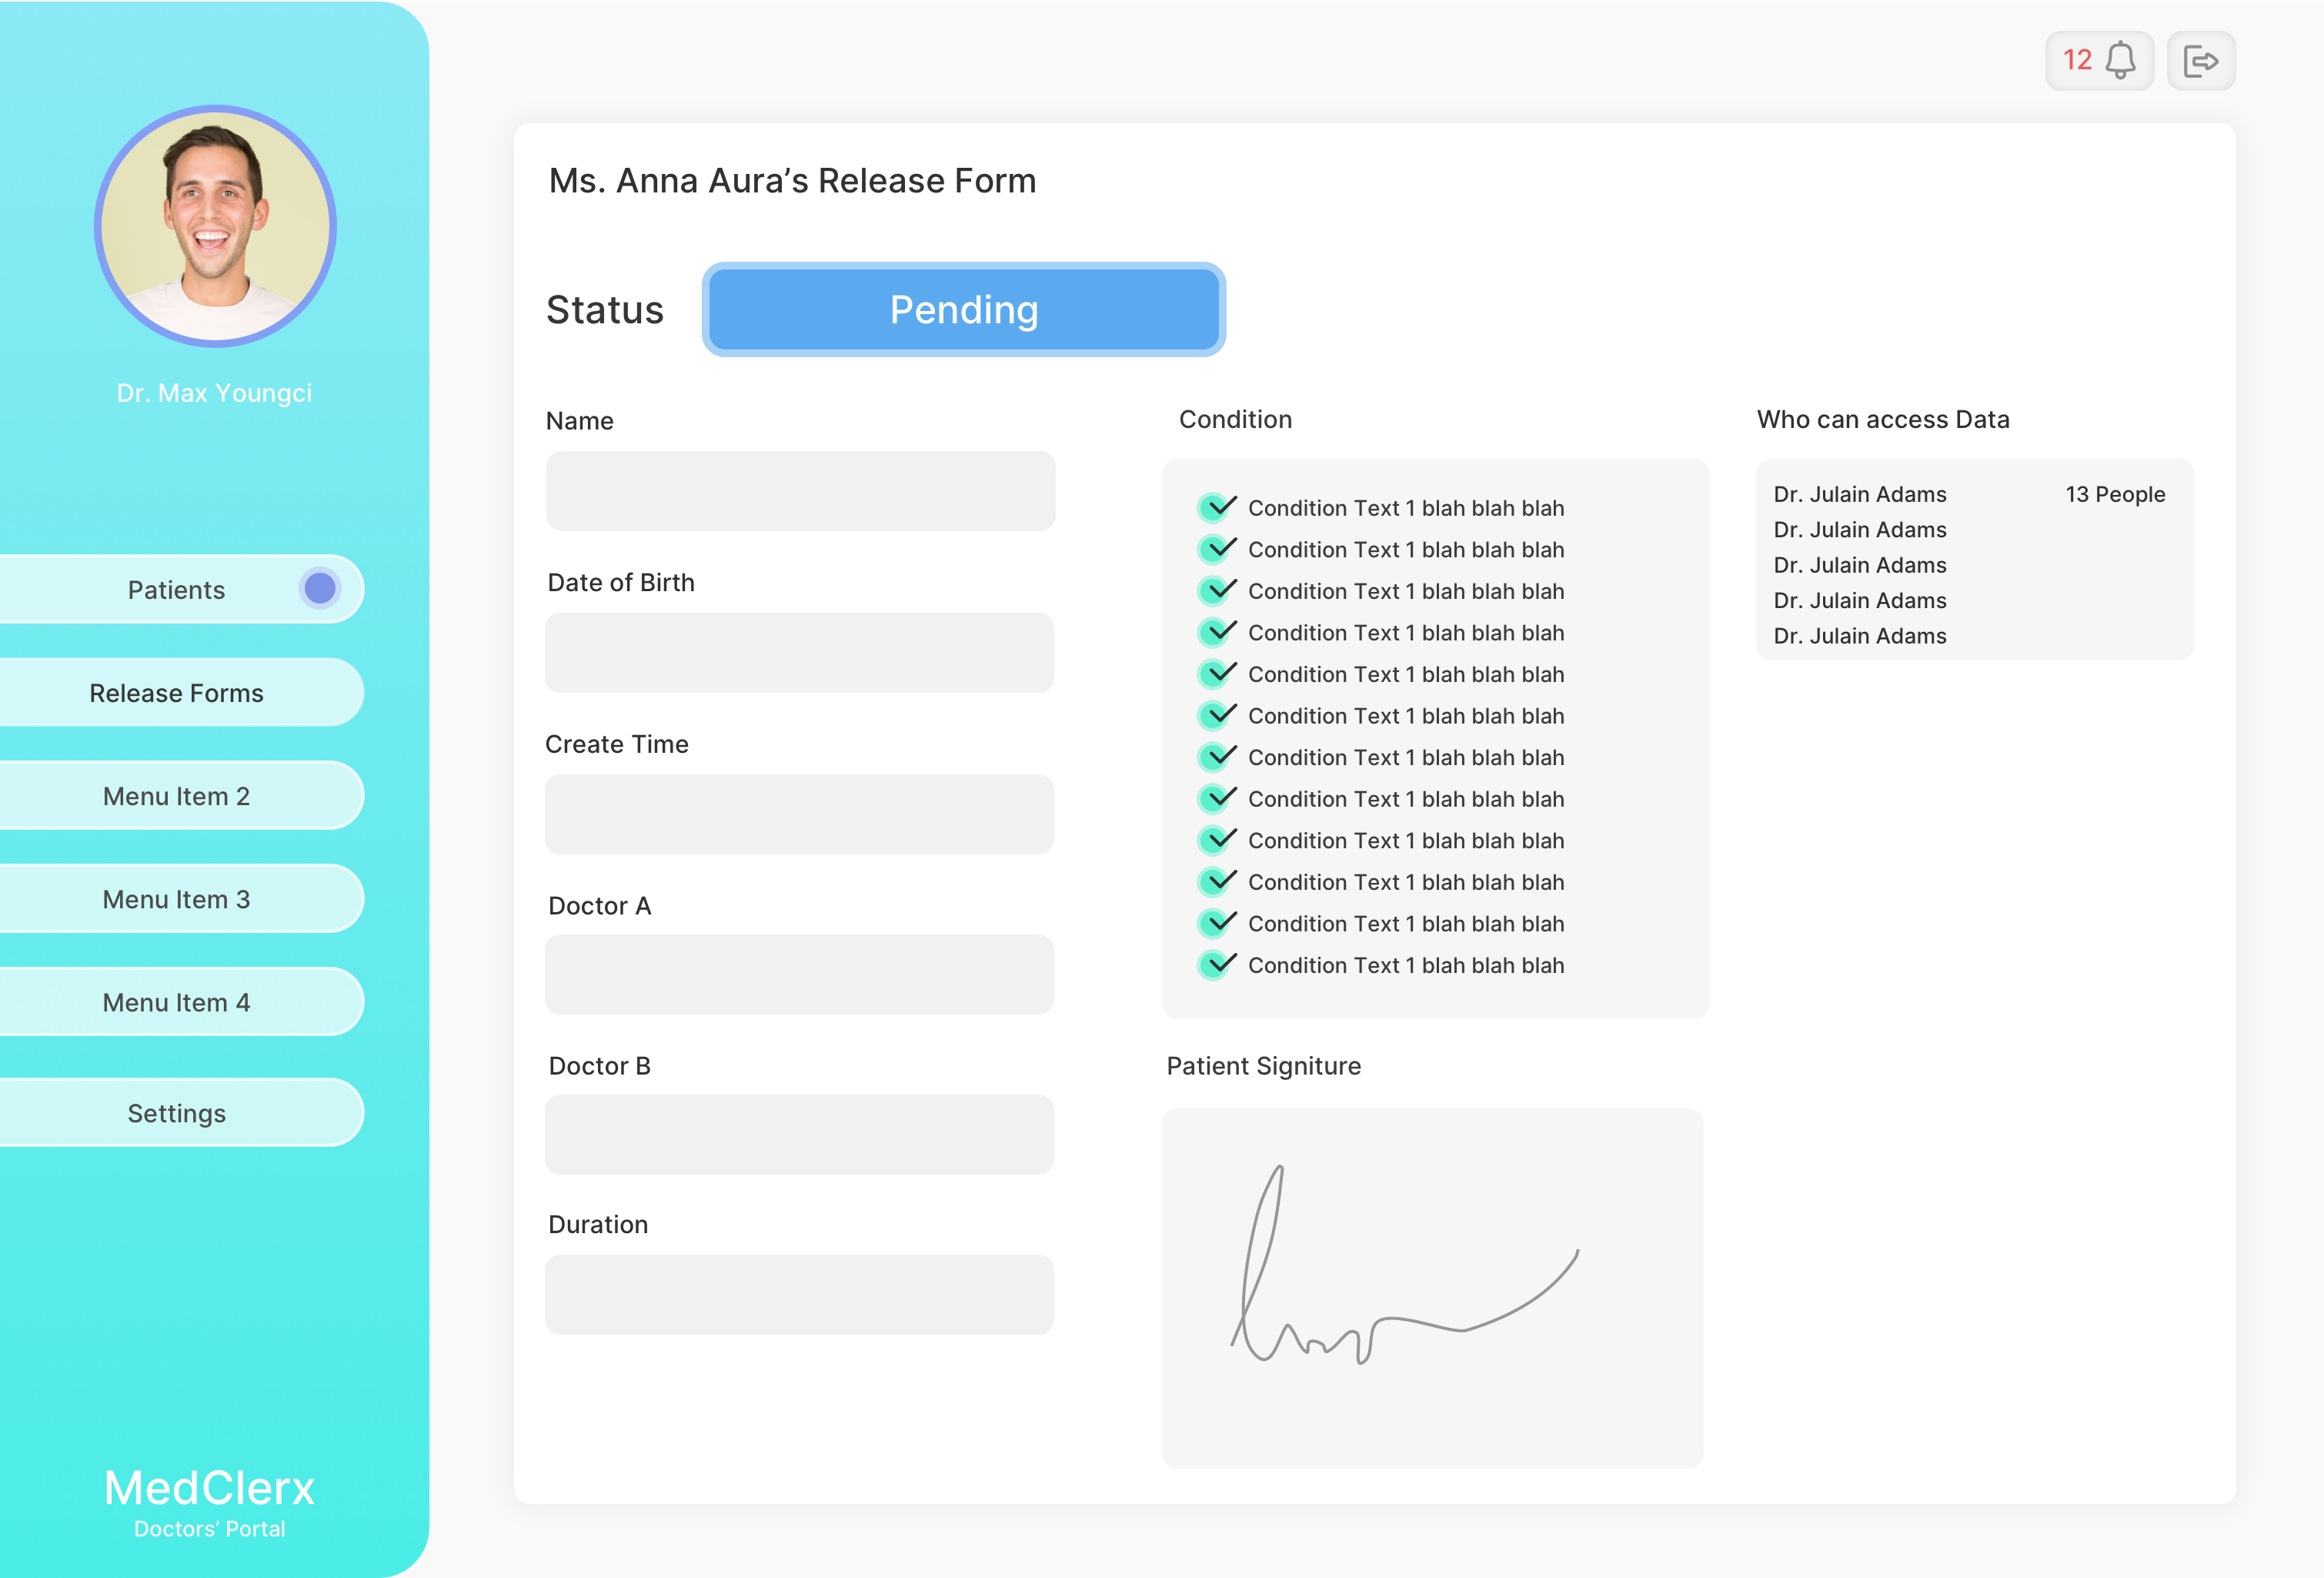 12
Dr. Max Youngci
Patients
Release Forms
Menu Item 2
Menu Item 3
Menu Item 4
Settings
MedClerx
Doctors’ Portal
Ms. Anna Aura’s Release Form
Status
Pending
Name
Date of Birth
Create Time
Doctor A
Doctor B
Duration
Condition
Condition Text 1 blah blah blah
Condition Text 1 blah blah blah
Condition Text 1 blah blah blah
Condition Text 1 blah blah blah
Condition Text 1 blah blah blah
Condition Text 1 blah blah blah
Condition Text 1 blah blah blah
Condition Text 1 blah blah blah
Condition Text 1 blah blah blah
Condition Text 1 blah blah blah
Condition Text 1 blah blah blah
Condition Text 1 blah blah blah
Patient Signiture
Who can access Data
Dr. Julain Adams 13 People
Dr. Julain Adams
Dr. Julain Adams
Dr. Julain Adams
Dr. Julain Adams